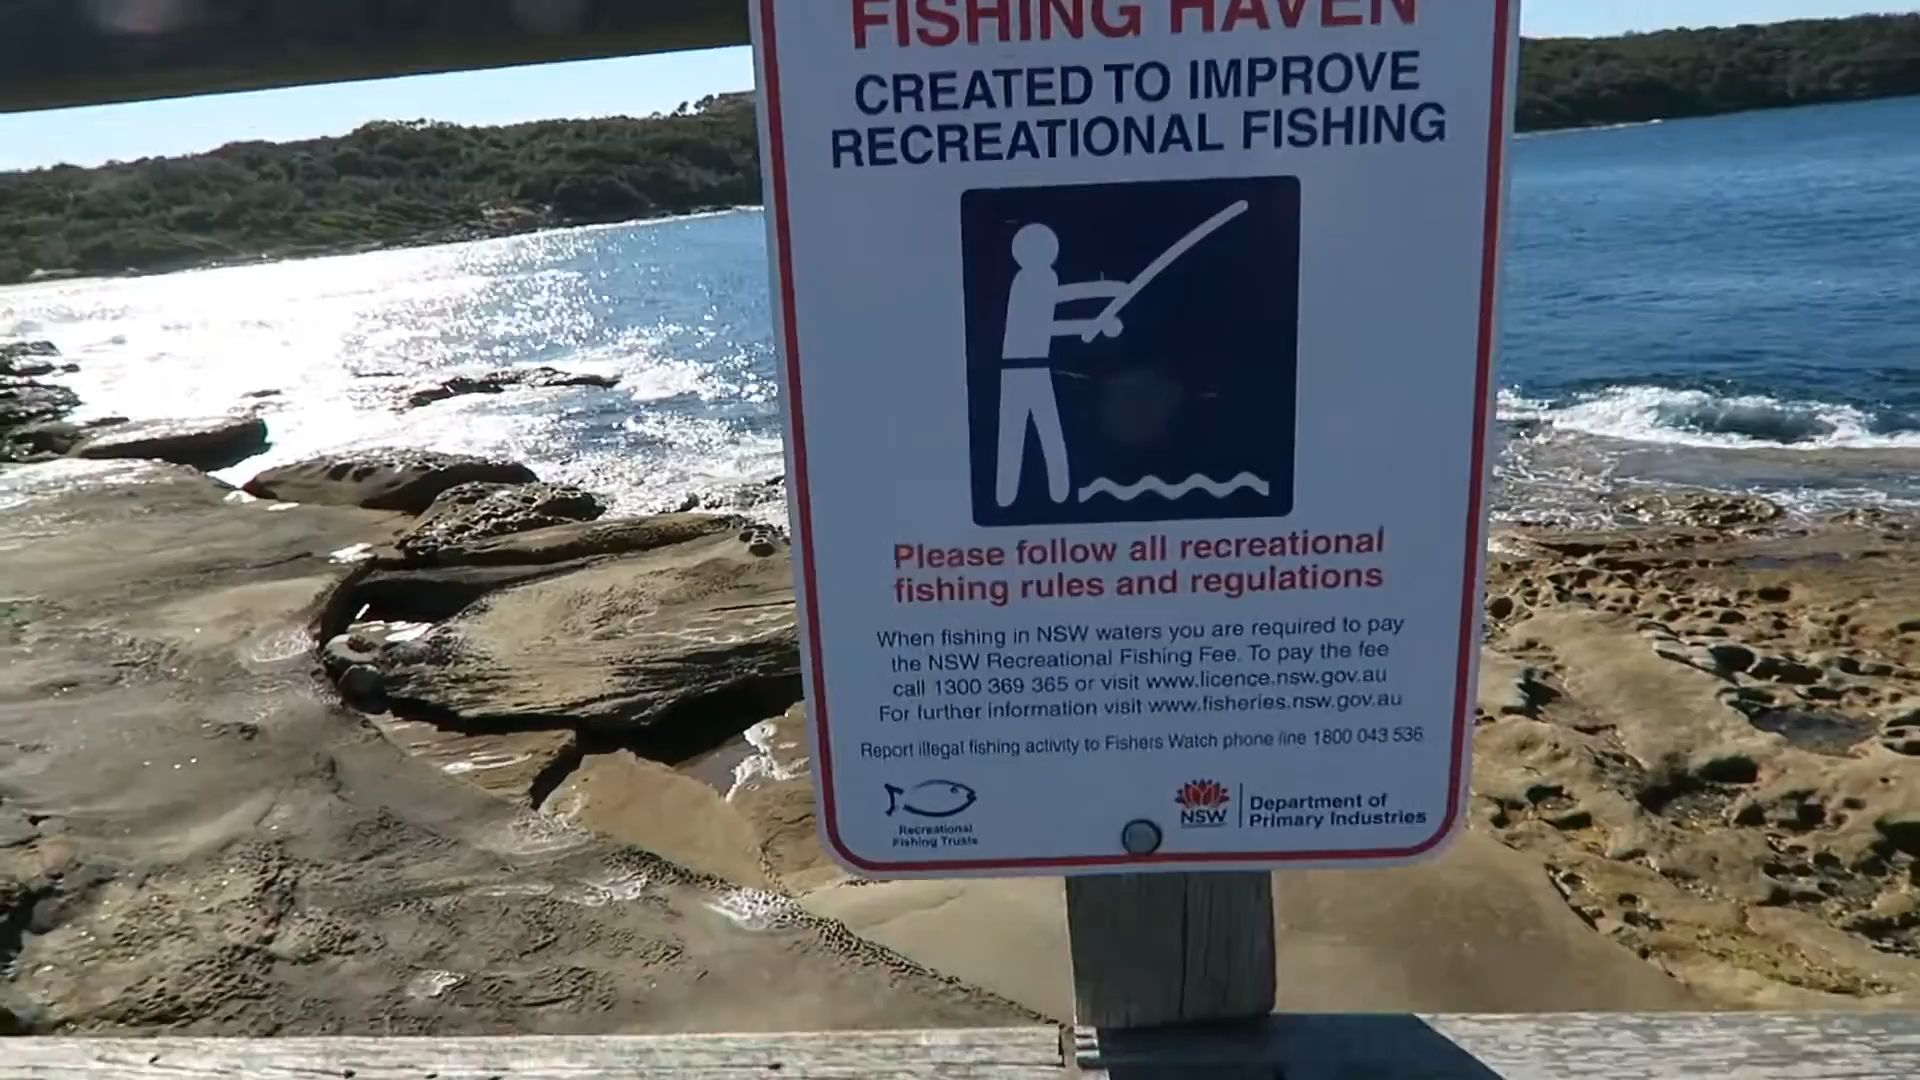 FISHING HAVEN
CREATED TO IMPROVE
RECREATIONAL FISHING
Please follow all recreational
fishing rules and regulations
When fishing in NSW waters you are required to pay
the NSW Recreational Fishing Fee. To pay the fee
call 1300 369 365 or visit www.licence.nsw.gov.au
For further information visit www.fisheries.nsw.gov.au
Report illegal fishing activity to Fishers Watch phone line 1800 043 536
Recreational
Fishing Trusts
NSW
Department of
Primary Industries